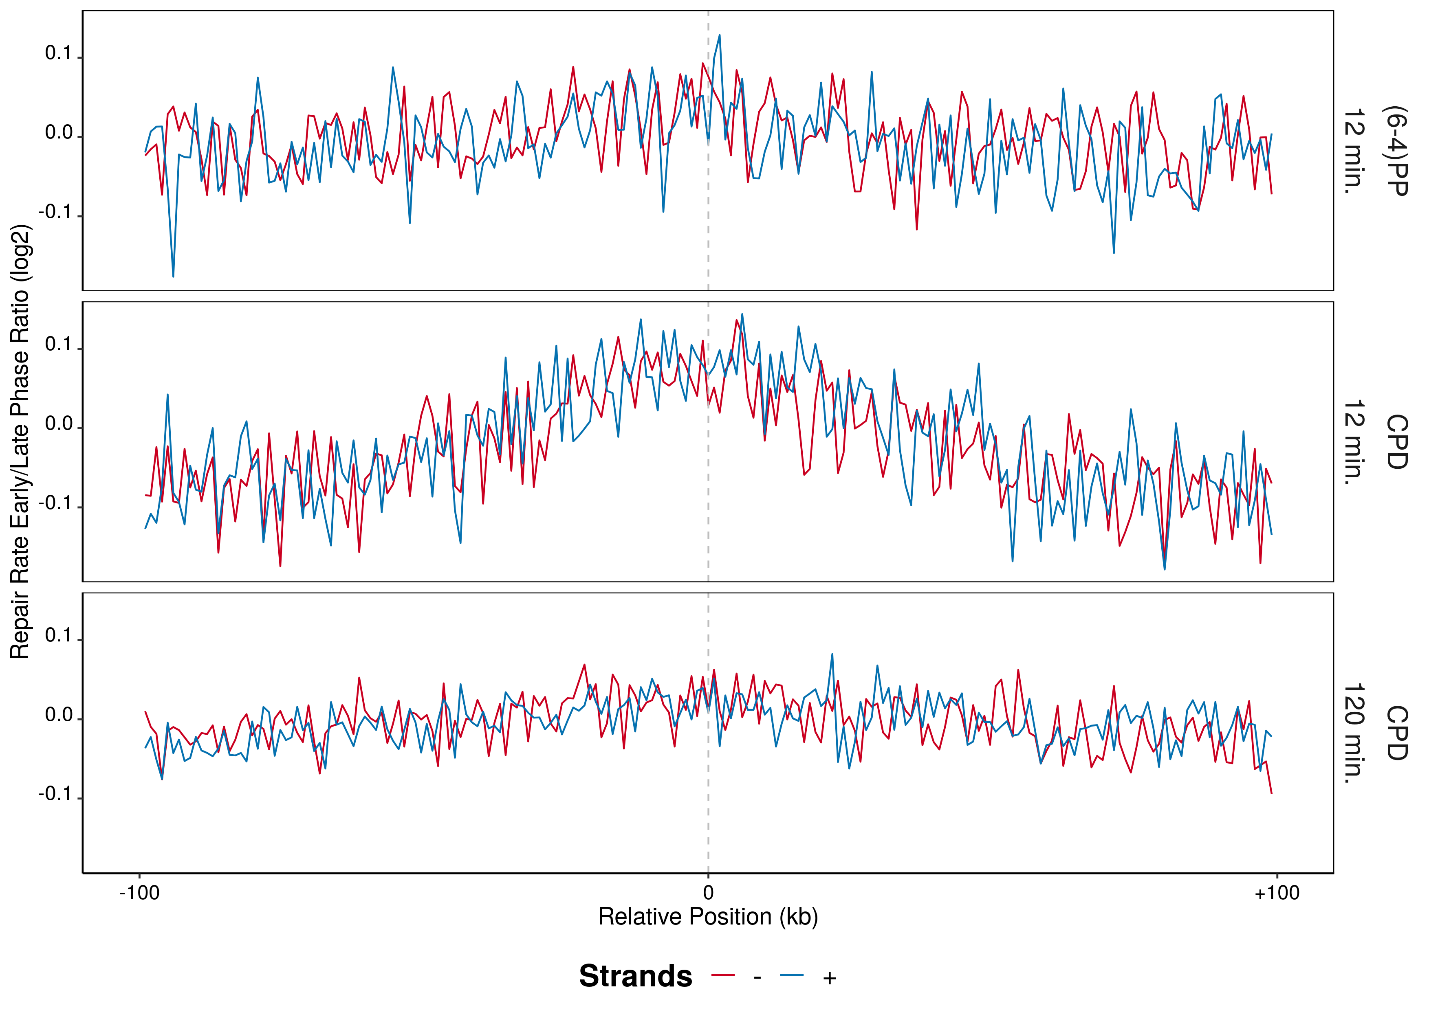 Repair Rate Early/Late Phase Ratio (log2)
0.1
0.0
-0.1
(6-4)PP
12 min.
0.1
0.0
-0.1
CPD
12 min.
0.1
0.0
-0.1
CPD
120 min.
-100
0
+100
Relative Position (kb)
Strands - +